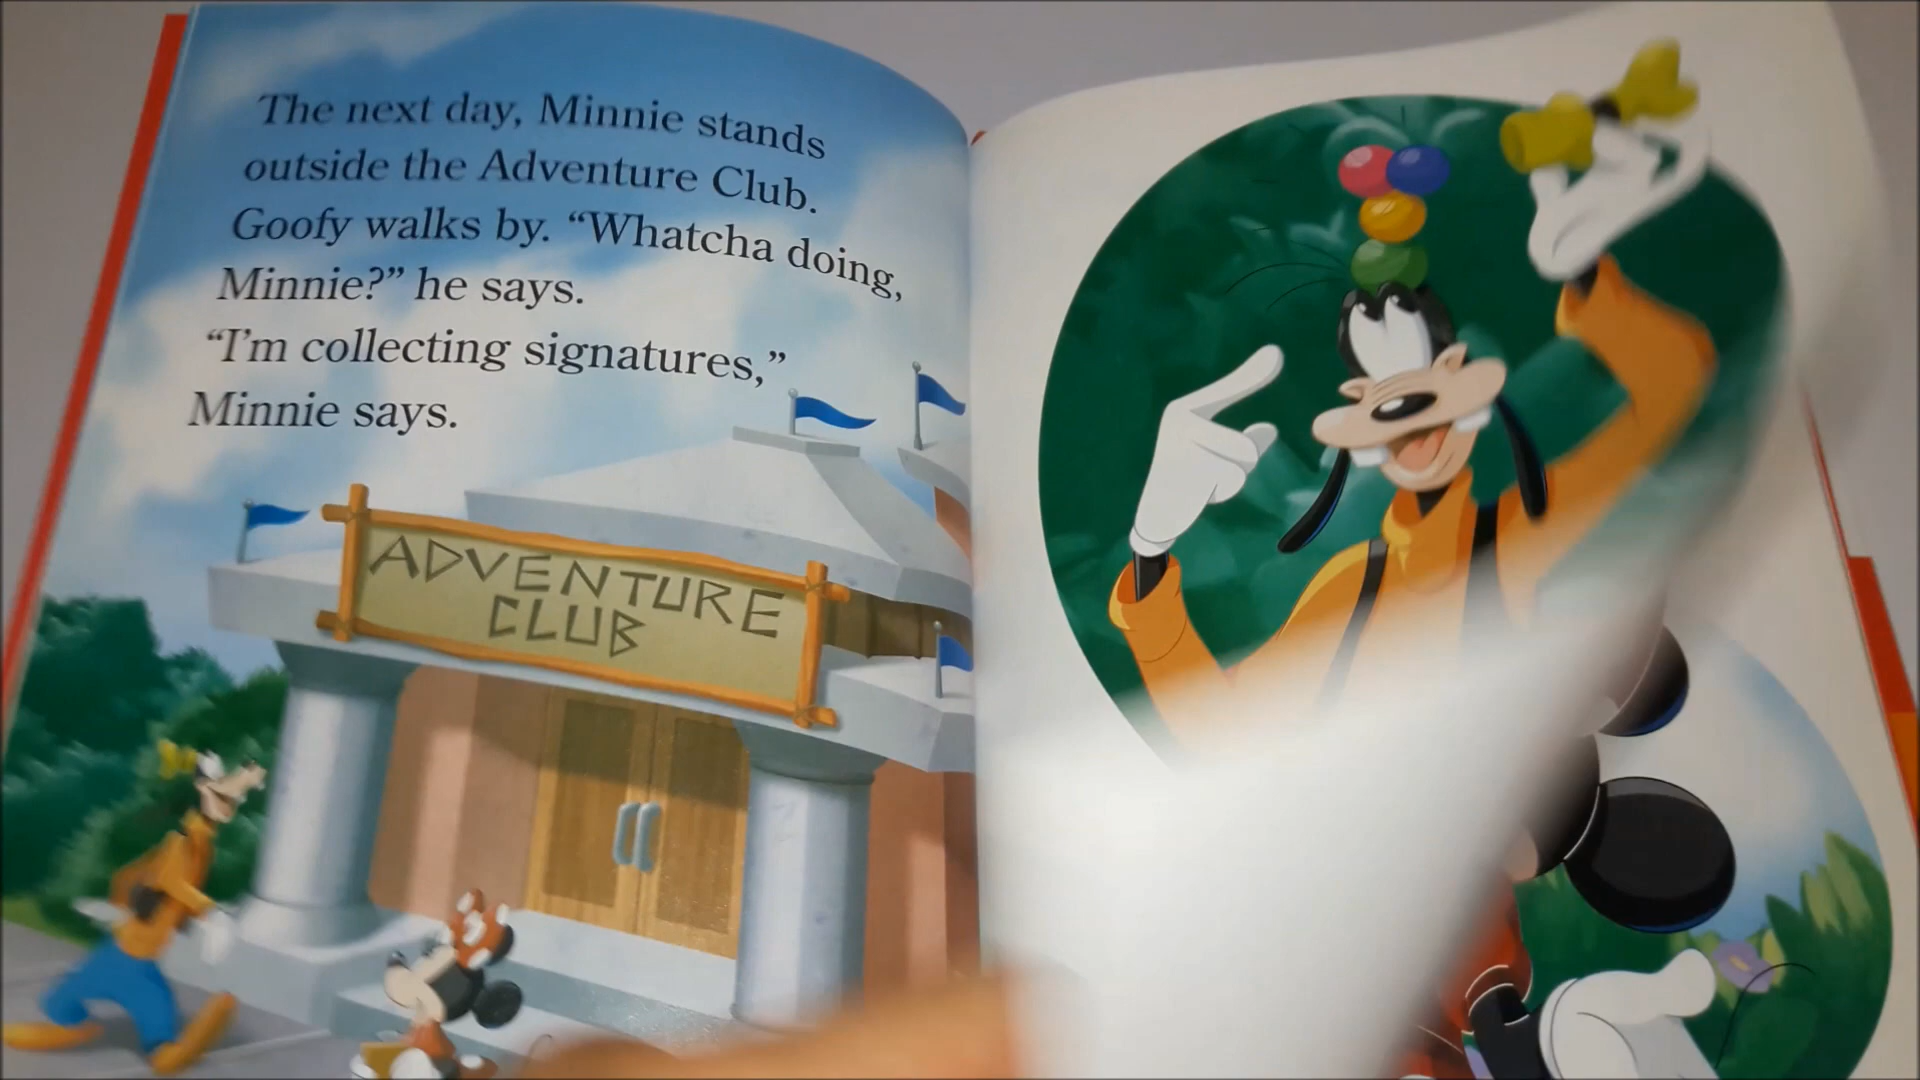 The next day, Minnie stands
outside the Adventure Club.
Goofy walks by. “Whatcha doing,
Minnie?” he says.
“I’m collecting signatures,”
Minnie says.
ADVENTURE
CLUB